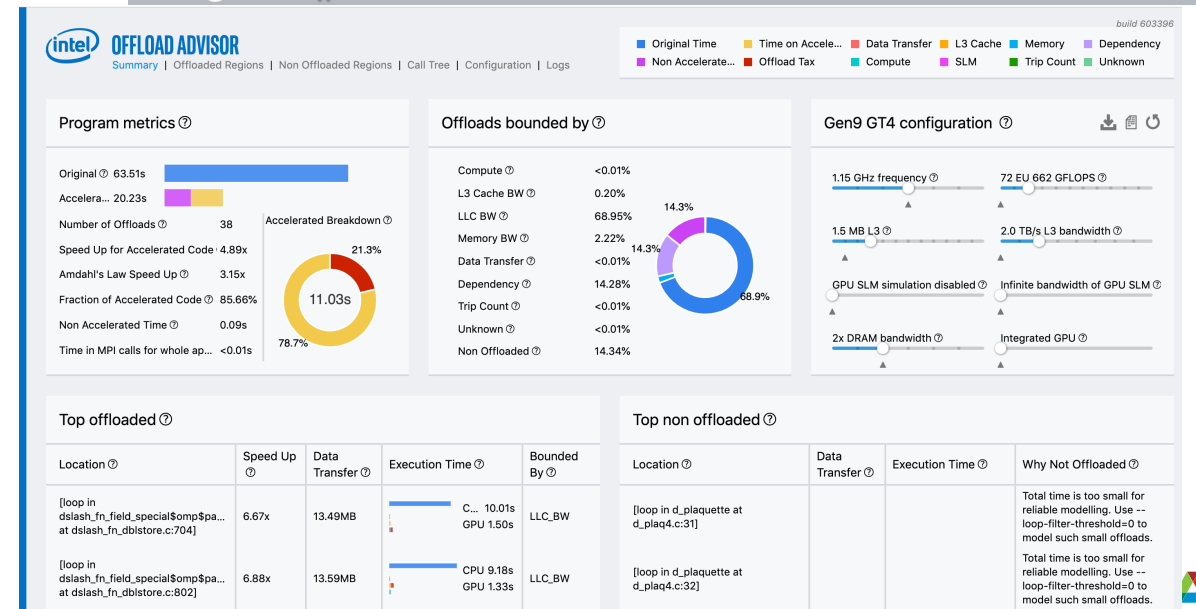 build 603396
intel OFFLOAD ADVISOR
Summary | Offloaded Regions | Non Offloaded Regions | Call Tree | Configuration | Logs
Original Time
Time on Accele...
Data Transfer
L3 Cache
Memory
Dependency
Non Accelerate...
Offload Tax
Compute
SLM
Trip Count
Unknown
Program metrics
Original 63.51s
Accelera... 20.23s
Number of Offloads 38
Speed Up for Accelerated Code 4.89x
Amdahl's Law Speed Up 3.15x
Fraction of Accelerated Code 85.66%
Non Accelerated Time 0.09s
Time in MPI calls for whole ap... <0.01s
Accelerated Breakdown
21.3%
11.03s
78.7%
Offloads bounded by
Compute <0.01%
L3 Cache BW 0.20%
LLC BW 68.95%
Memory BW 2.22%
Data Transfer <0.01%
Dependency 14.28%
Trip Count <0.01%
Unknown <0.01%
Non Offloaded 14.34%
14.3%
14.3%
68.9%
Gen9 GT4 configuration
1.15 GHz frequency
72 EU 662 GFLOPS
1.5 MB L3
2.0 TB/s L3 bandwidth
GPU SLM simulation disabled
Infinite bandwidth of GPU SLM
2x DRAM bandwidth
Integrated GPU
Top offloaded
Location
Speed Up
Data Transfer
Execution Time
Bounded By
[loop in
dslash_fn_field_special$omp$pa...
at dslash_fn_dblstore.c:704]
6.67x
13.49MB
C... 10.01s
GPU 1.50s
LLC_BW
[loop in
dslash_fn_field_special$omp$pa...
at dslash_fn_dblstore.c:802]
6.88x
13.59MB
CPU 9.18s
GPU 1.33s
LLC_BW
Top non offloaded
Location
Data Transfer
Execution Time
Why Not Offloaded
[loop in d_plaquette at
d_plaq4.c:31]
Total time is too small for
reliable modelling. Use --
loop-filter-threshold=0 to
model such small offloads.
[loop in d_plaquette at
d_plaq4.c:32]
Total time is too small for
reliable modelling. Use --
loop-filter-threshold=0 to
model such small offloads.